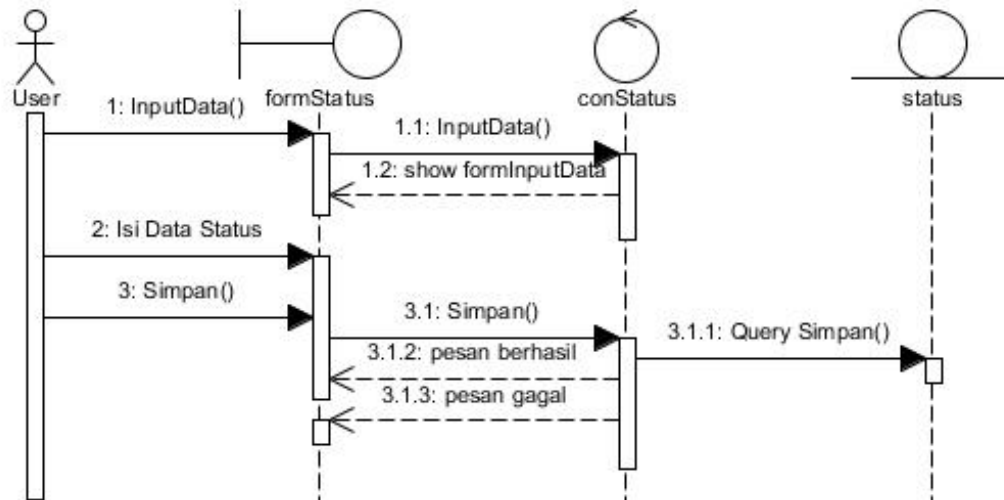 User
formStatus
conStatus
status
1: InputData()
1.1: InputData()
1.2: show formInputData
2: Isi Data Status
3: Simpan()
3.1: Simpan()
3.1.1: Query Simpan()
3.1.2: pesan berhasil
3.1.3: pesan gagal